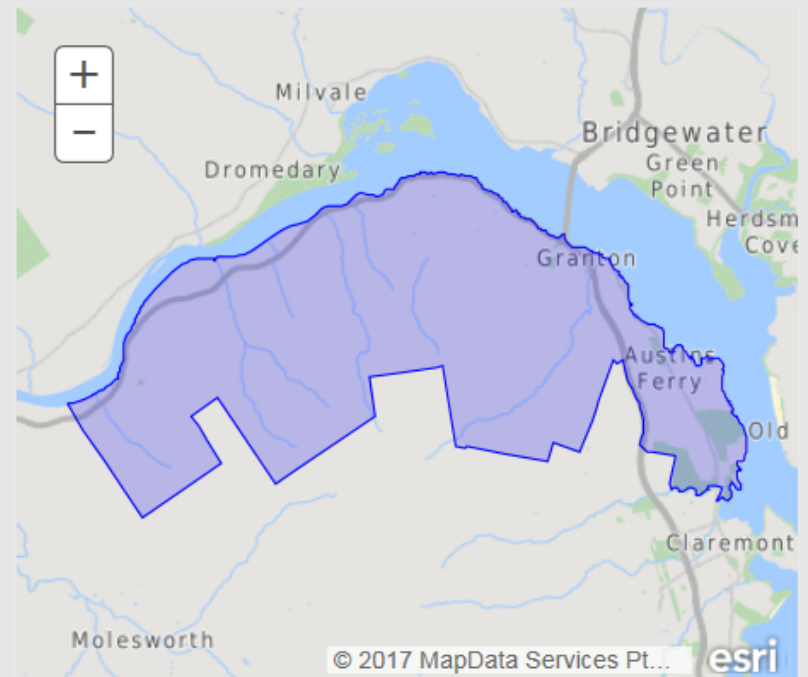 +
−
Milvale
Dromedary
Bridgewater
Green
Point
Herdsm
Cove
Granton
Austins
Ferry
Old
Claremont
Molesworth
© 2017 MapData Services Pt...
esri